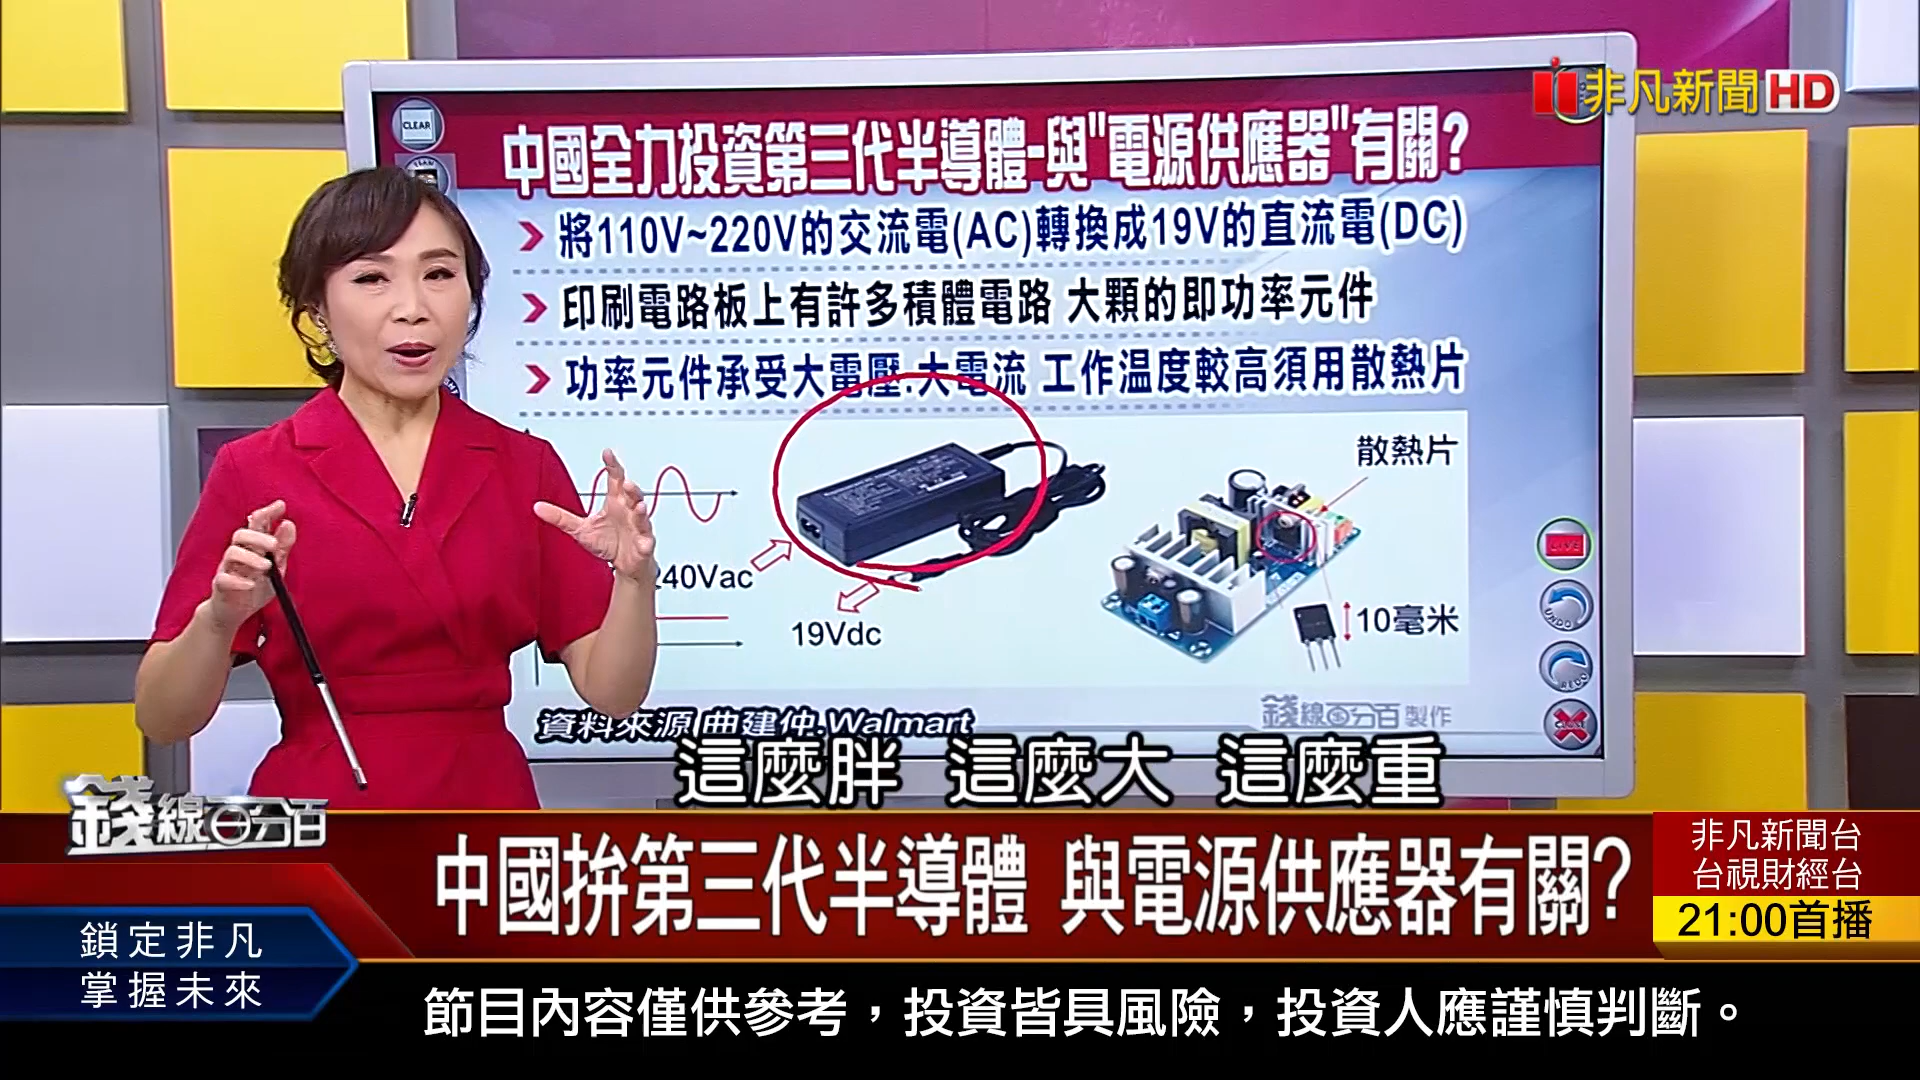 非凡新聞HD
CLEAR
中國全力投資第三代半導體-與"電源供應器"有關?
將110V~220V的交流電(AC)轉換成19V的直流電(DC)
印刷電路板上有許多積體電路 大顆的即功率元件
功率元件承受大電壓.大電流 工作溫度較高須用散熱片
散熱片
LIVE
240Vac
10毫米
UNDO
19Vdc
REDO
資料來源 曲建仲.Walmart
錢線百分百 製作
CLOSE
這麼胖 這麼大 這麼重
錢線百分百
中國拚第三代半導體 與電源供應器有關?
非凡新聞台
台視財經台
21:00首播
鎖定非凡
掌握未來
節目內容僅供參考，投資皆具風險，投資人應謹慎判斷。